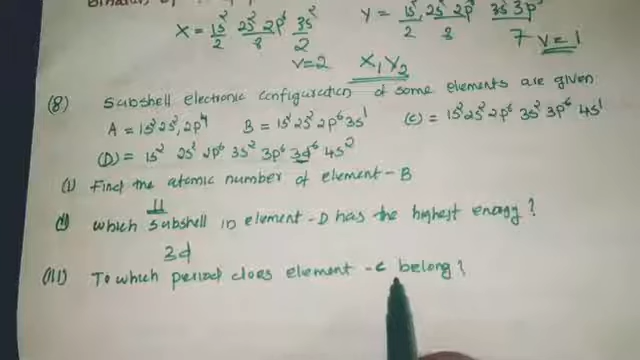 X = 1s² 2s² 2p⁶ 3s² Y = 1s², 2s² 2p⁶ 3s² 3p⁵
2 8 2 2 8 7 V=1
V=2 X₁Y₂
(8) Subshell electronic configuration of some elements are given
A = 1s² 2s², 2p⁴ B = 1s² 2s² 2p⁶ 3s¹ (C) = 1s² 2s² 2p⁶ 3s² 3p⁶ 4s¹
(D) = 1s² 2s² 2p⁶ 3s² 3p⁶ 3d⁶ 4s²
(i) Find the atomic number of element - B
11
which subshell in element - D has the highest energy?
3d
(III) To which period does element - c belong?